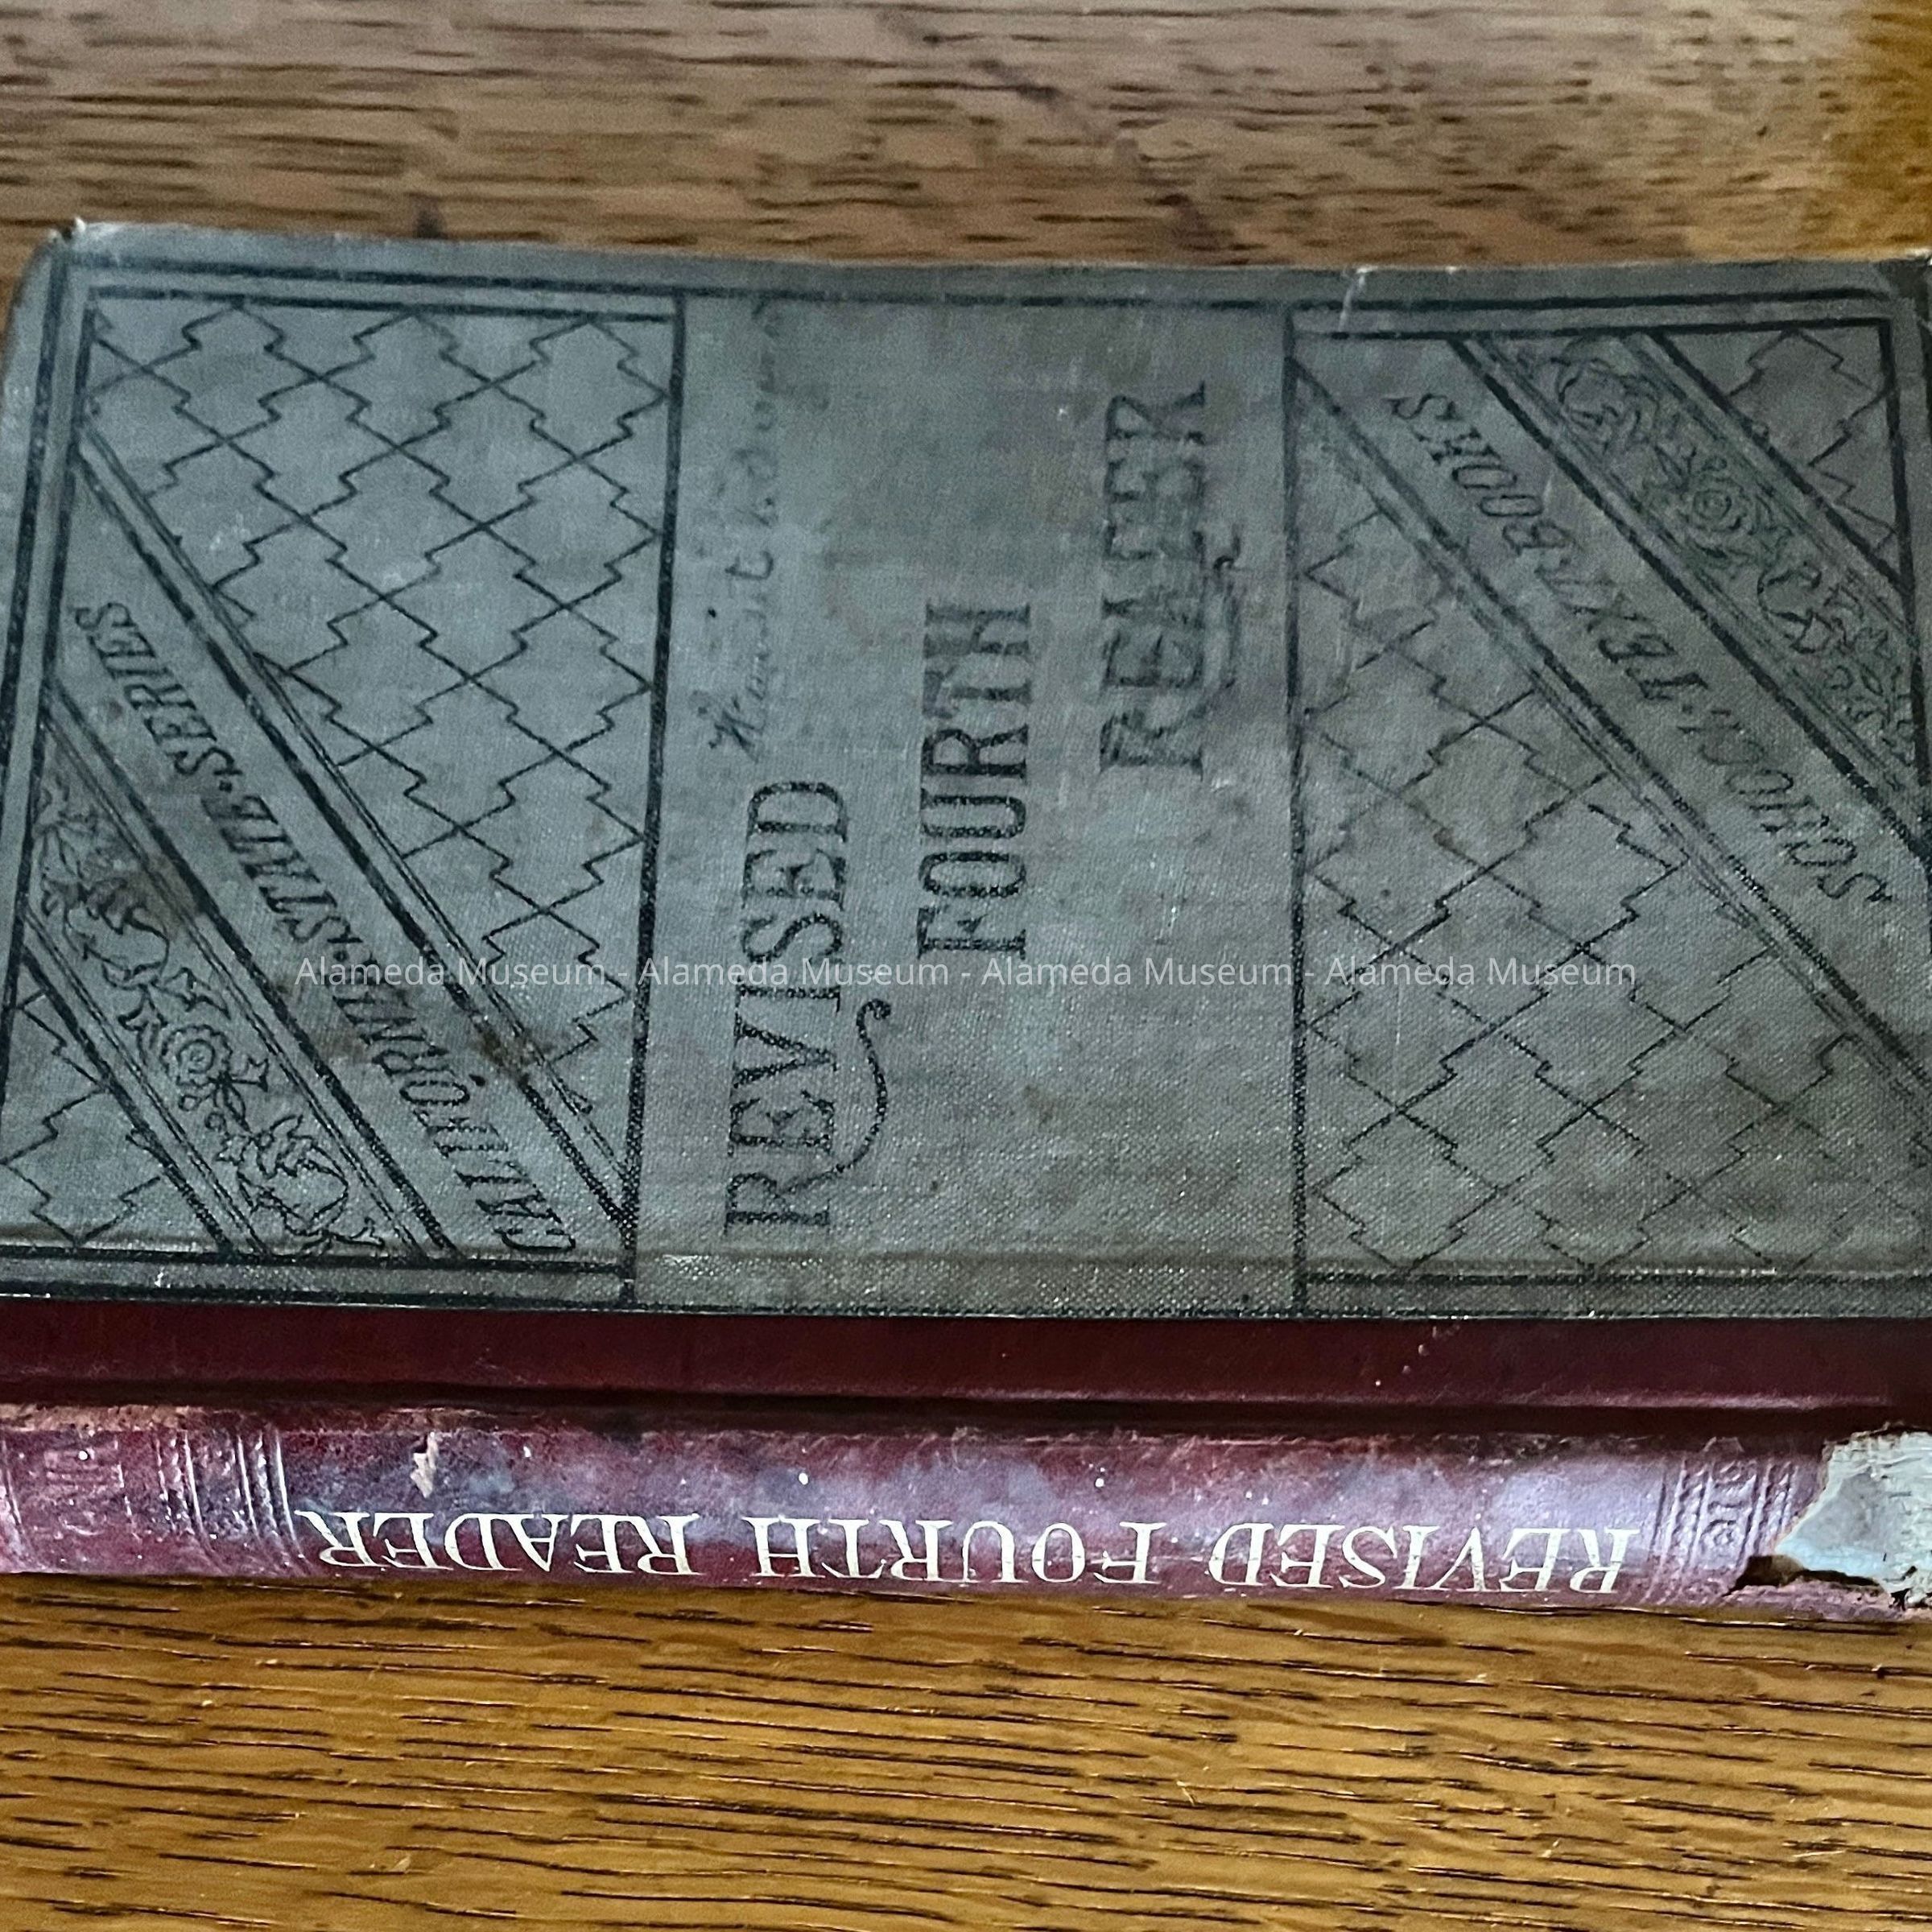 CALIFORNIA·STATE·SERIES
REVISED
FOURTH
READER
SCHOOL·TEXT-BOOKS
REVISED FOURTH READER
Alameda Museum - Alameda Museum - Alameda Museum - Alameda Museum